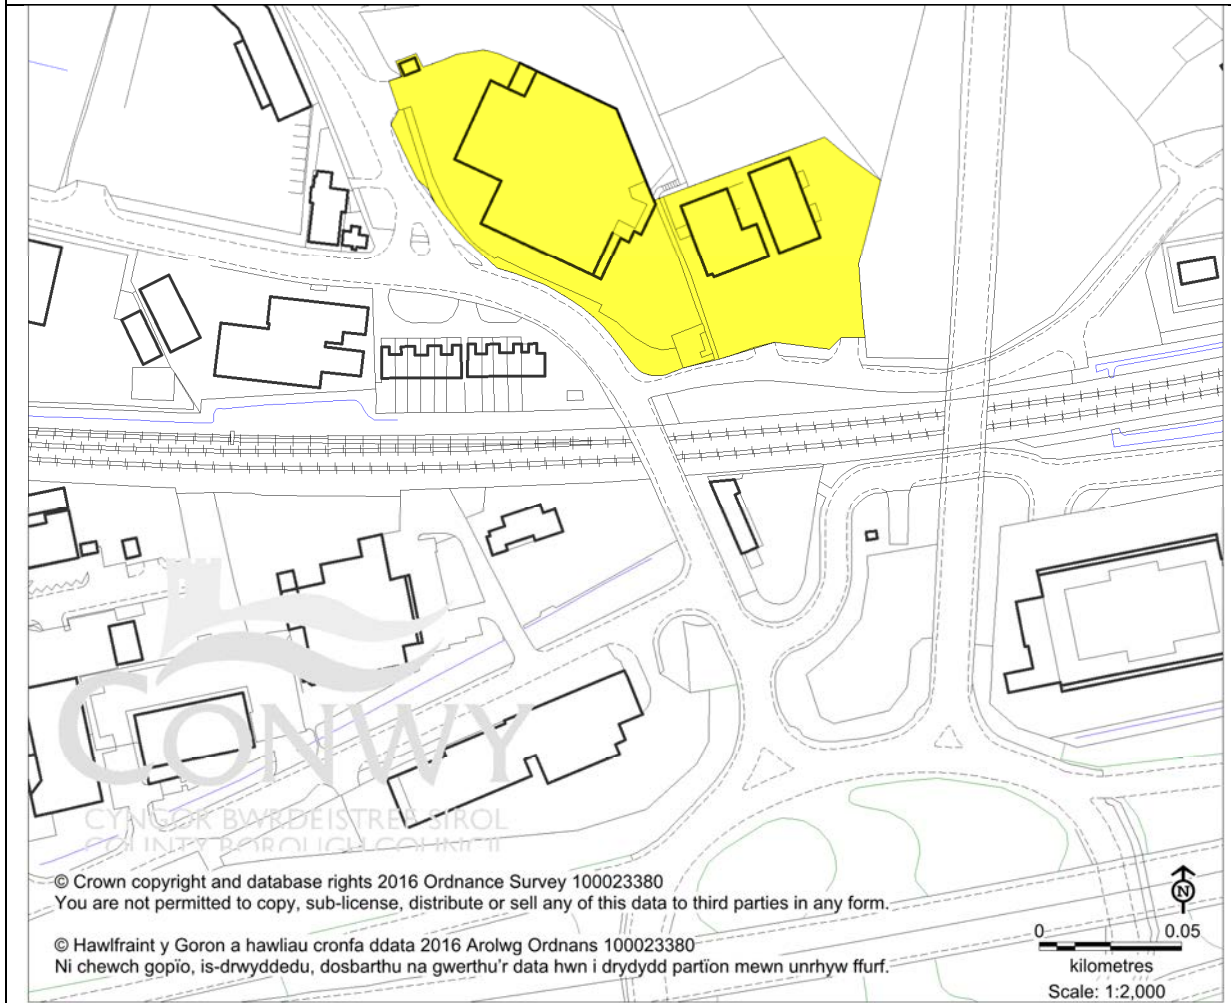 CONWY
CYNGOR BWRDEISTREF SIROL
COUNTY BOROUGH COUNCIL
© Crown copyright and database rights 2016 Ordnance Survey 100023380
You are not permitted to copy, sub-license, distribute or sell any of this data to third parties in any form.
© Hawlfraint y Goron a hawliau cronfa ddata 2016 Arolwg Ordnans 100023380
Ni chewch gopïo, is-drwyddedu, dosbarthu na gwerthu'r data hwn i drydydd partïon mewn unrhyw ffurf.
N
0 0.05
kilometres
Scale: 1:2,000